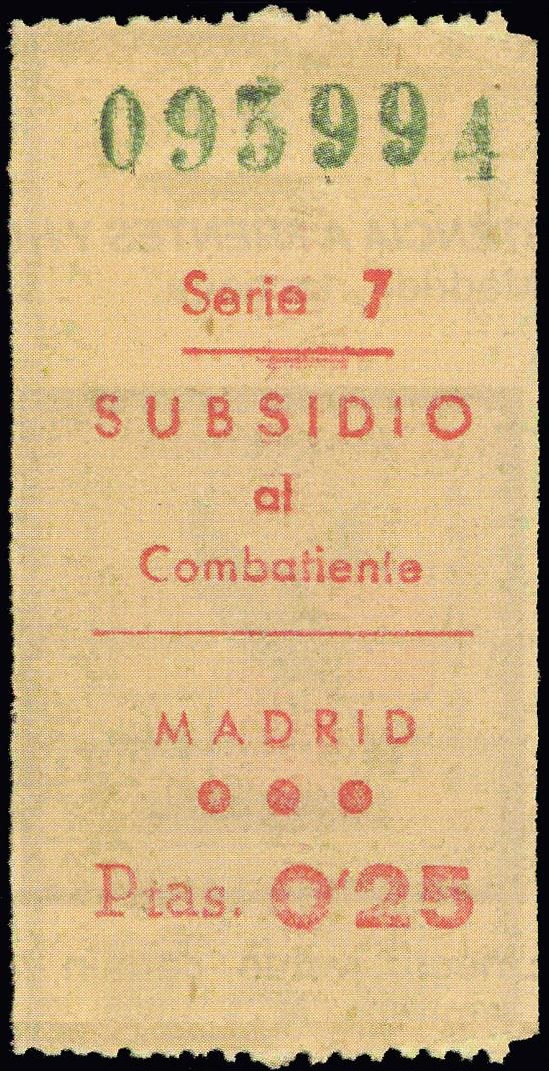 093994
Serie 7
SUBSIDIO
al
Combatiente
MADRID
Ptas. 0'25